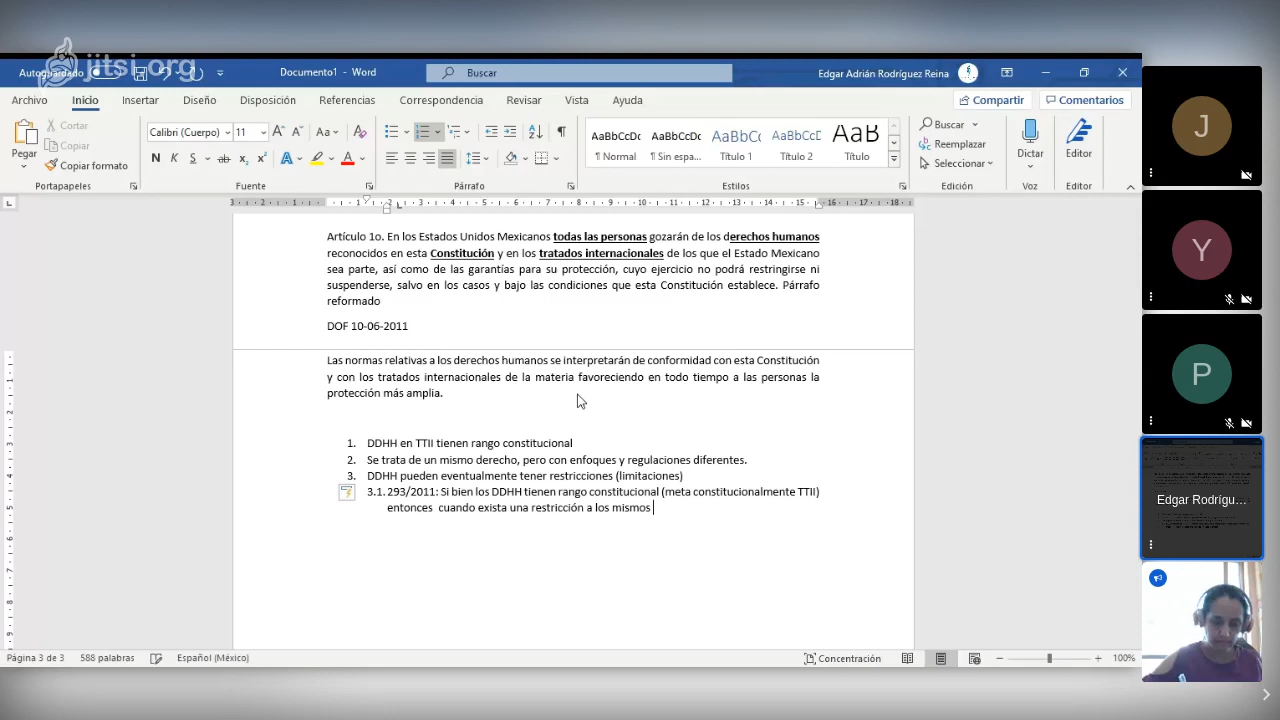 jitsi.org
Autoguardado
Documento1 - Word
Buscar
Edgar Adrián Rodríguez Reina
Archivo Inicio Insertar Diseño Disposición Referencias Correspondencia Revisar Vista Ayuda
Compartir Comentarios
Pegar
Cortar
Copiar
Copiar formato
Portapapeles
Calibri (Cuerpo) 11
Fuente
Párrafo
AaBbCcDc
¶ Normal
AaBbCcDc
¶ Sin espa...
AaBbCc
Título 1
AaBbCcC
Título 2
AaB
Título
Estilos
Buscar
Reemplazar
Seleccionar
Edición
Dictar
Voz
Editor
Editor
Artículo 1o. En los Estados Unidos Mexicanos todas las personas gozarán de los derechos humanos
reconocidos en esta Constitución y en los tratados internacionales de los que el Estado Mexicano
sea parte, así como de las garantías para su protección, cuyo ejercicio no podrá restringirse ni
suspenderse, salvo en los casos y bajo las condiciones que esta Constitución establece. Párrafo
reformado
DOF 10-06-2011
Las normas relativas a los derechos humanos se interpretarán de conformidad con esta Constitución
y con los tratados internacionales de la materia favoreciendo en todo tiempo a las personas la
protección más amplia.
1. DDHH en TTII tienen rango constitucional
2. Se trata de un mismo derecho, pero con enfoques y regulaciones diferentes.
3. DDHH pueden eventualmente tener restricciones (limitaciones)
3.1. 293/2011: Si bien los DDHH tienen rango constitucional (meta constitucionalmente TTII)
entonces cuando exista una restricción a los mismos
Página 3 de 3 588 palabras Español (México) Concentración 100%
J
Y
P
Edgar Rodrígu...